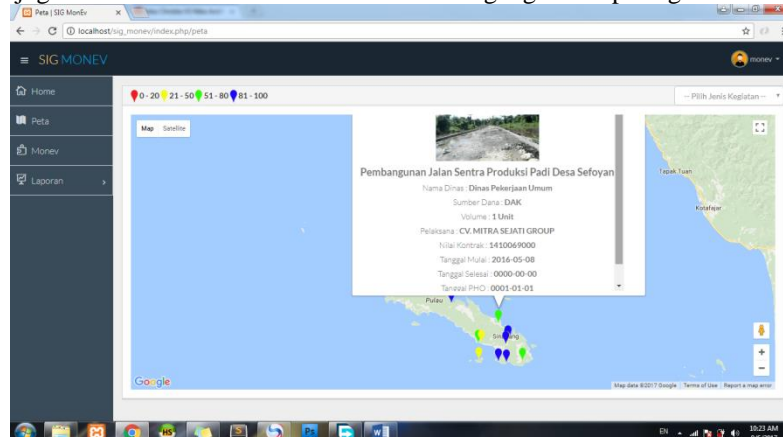 Peta | SIG MonEv
localhost/sig_monev/index.php/peta
SIG MONEV
monev
Home
Peta
Monev
Laporan
0 - 20 21 - 50 51 - 80 81 - 100
-- Pilih Jenis Kegiatan --
Map Satellite
Pembangunan Jalan Sentra Produksi Padi Desa Sefoyan
Nama Dinas : Dinas Pekerjaan Umum
Sumber Dana : DAK
Volume : 1 Unit
Pelaksana : CV. MITRA SEJATI GROUP
Nilai Kontrak : 1410069000
Tanggal Mulai : 2016-05-08
Tanggal Selesai : 0000-00-00
Tanggal PHO : 0001-01-01
Tapak Tuan
Kotafajar
Pulau
Google
Map data ©2017 Google Terms of Use Report a map error
EN
10:23 AM